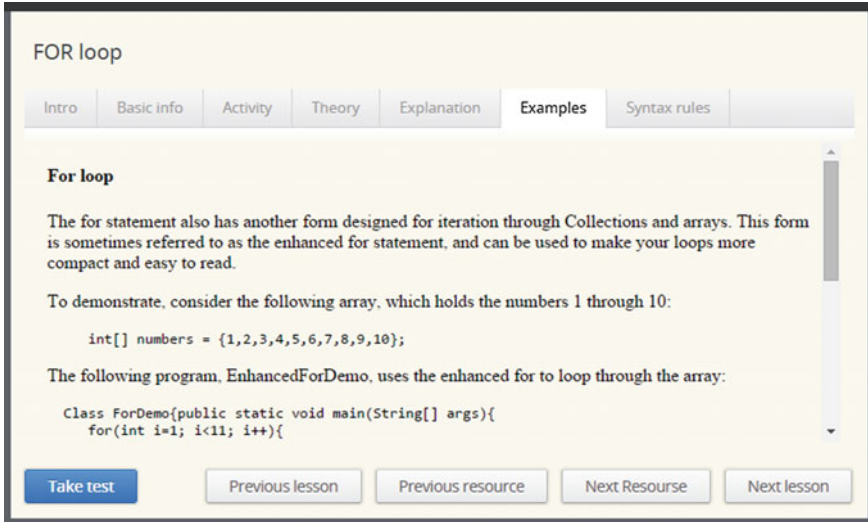 FOR loop
Intro Basic info Activity Theory Explanation Examples Syntax rules
For loop
The for statement also has another form designed for iteration through Collections and arrays. This form
is sometimes referred to as the enhanced for statement, and can be used to make your loops more
compact and easy to read.
To demonstrate, consider the following array, which holds the numbers 1 through 10:
int[] numbers = {1,2,3,4,5,6,7,8,9,10};
The following program, EnhancedForDemo, uses the enhanced for to loop through the array:
Class ForDemo{public static void main(String[] args){
for(int i=1; i<11; i++){
Take test Previous lesson Previous resource Next Resourse Next lesson